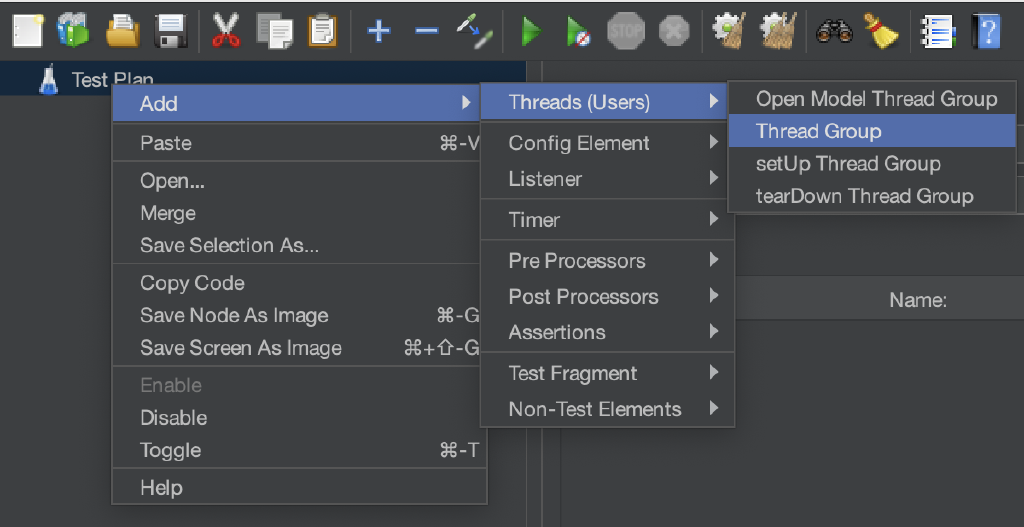 STOP
Test Plan
Add
Paste ⌘-V
Open...
Merge
Save Selection As...
Copy Code
Save Node As Image ⌘-G
Save Screen As Image ⌘+⇧-G
Enable
Disable
Toggle ⌘-T
Help
Threads (Users)
Config Element
Listener
Timer
Pre Processors
Post Processors
Assertions
Test Fragment
Non-Test Elements
Open Model Thread Group
Thread Group
setUp Thread Group
tearDown Thread Group
Name: